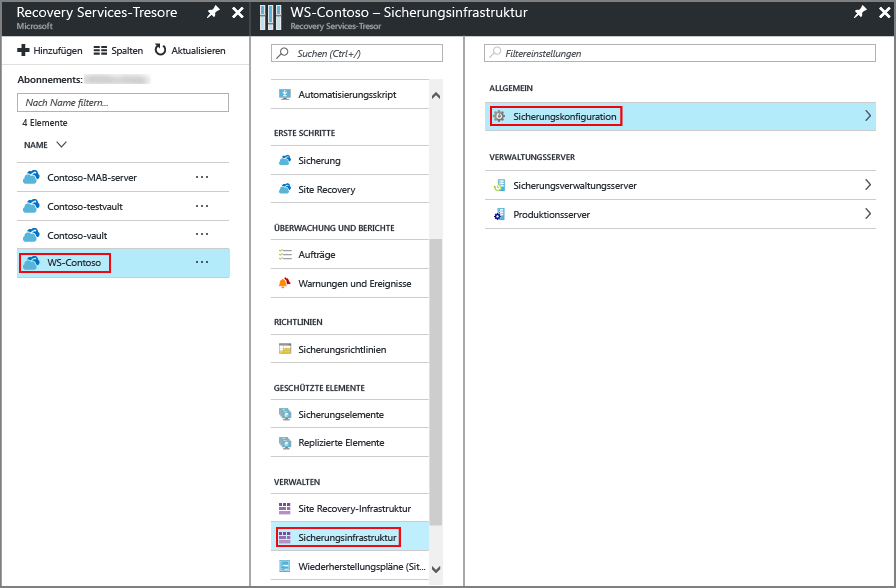 Recovery Services-Tresore
Microsoft
Hinzufügen
Spalten
Aktualisieren
Abonnements:
Nach Name filtern...
4 Elemente
NAME
Contoso-MAB-server
Contoso-testvault
Contoso-vault
WS-Contoso
WS-Contoso – Sicherungsinfrastruktur
Recovery Services-Tresor
Suchen (Ctrl+/)
Automatisierungsskript
ERSTE SCHRITTE
Sicherung
Site Recovery
ÜBERWACHUNG UND BERICHTE
Aufträge
Warnungen und Ereignisse
RICHTLINIEN
Sicherungsrichtlinien
GESCHÜTZTE ELEMENTE
Sicherungselemente
Replizierte Elemente
VERWALTEN
Site Recovery-Infrastruktur
Sicherungsinfrastruktur
Wiederherstellungspläne (Sit...
Filtereinstellungen
ALLGEMEIN
Sicherungskonfiguration
VERWALTUNGSSERVER
Sicherungsverwaltungsserver
Produktionsserver